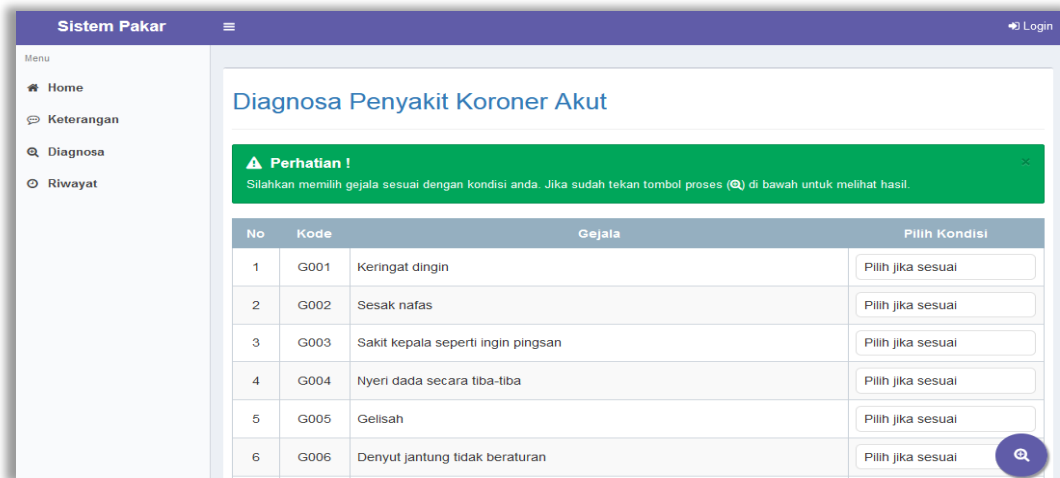 Sistem Pakar
Login
Menu
Home
Keterangan
Diagnosa
Riwayat
Diagnosa Penyakit Koroner Akut
Perhatian !
×
Silahkan memilih gejala sesuai dengan kondisi anda. Jika sudah tekan tombol proses () di bawah untuk melihat hasil.
No Kode Gejala Pilih Kondisi
1 G001 Keringat dingin Pilih jika sesuai
2 G002 Sesak nafas Pilih jika sesuai
3 G003 Sakit kepala seperti ingin pingsan Pilih jika sesuai
4 G004 Nyeri dada secara tiba-tiba Pilih jika sesuai
5 G005 Gelisah Pilih jika sesuai
6 G006 Denyut jantung tidak beraturan Pilih jika sesuai